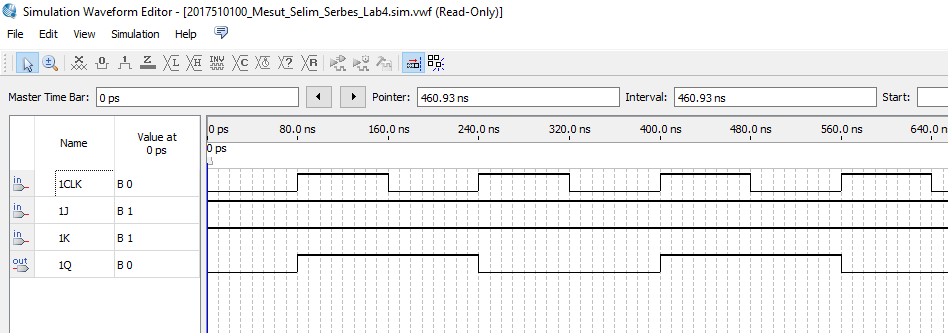 Simulation Waveform Editor - [2017510100_Mesut_Selim_Serbes_Lab4.sim.vwf (Read-Only)]
File Edit View Simulation Help
0 1 Z L H INV C ? R
Master Time Bar: 0 ps Pointer: 460.93 ns Interval: 460.93 ns Start:
Name Value at 0 ps
0 ps 80.0 ns 160.0 ns 240.0 ns 320.0 ns 400.0 ns 480.0 ns 560.0 ns 640.0 n
0 ps
in 1CLK B 0
in 1J B 1
in 1K B 1
out 1Q B 0